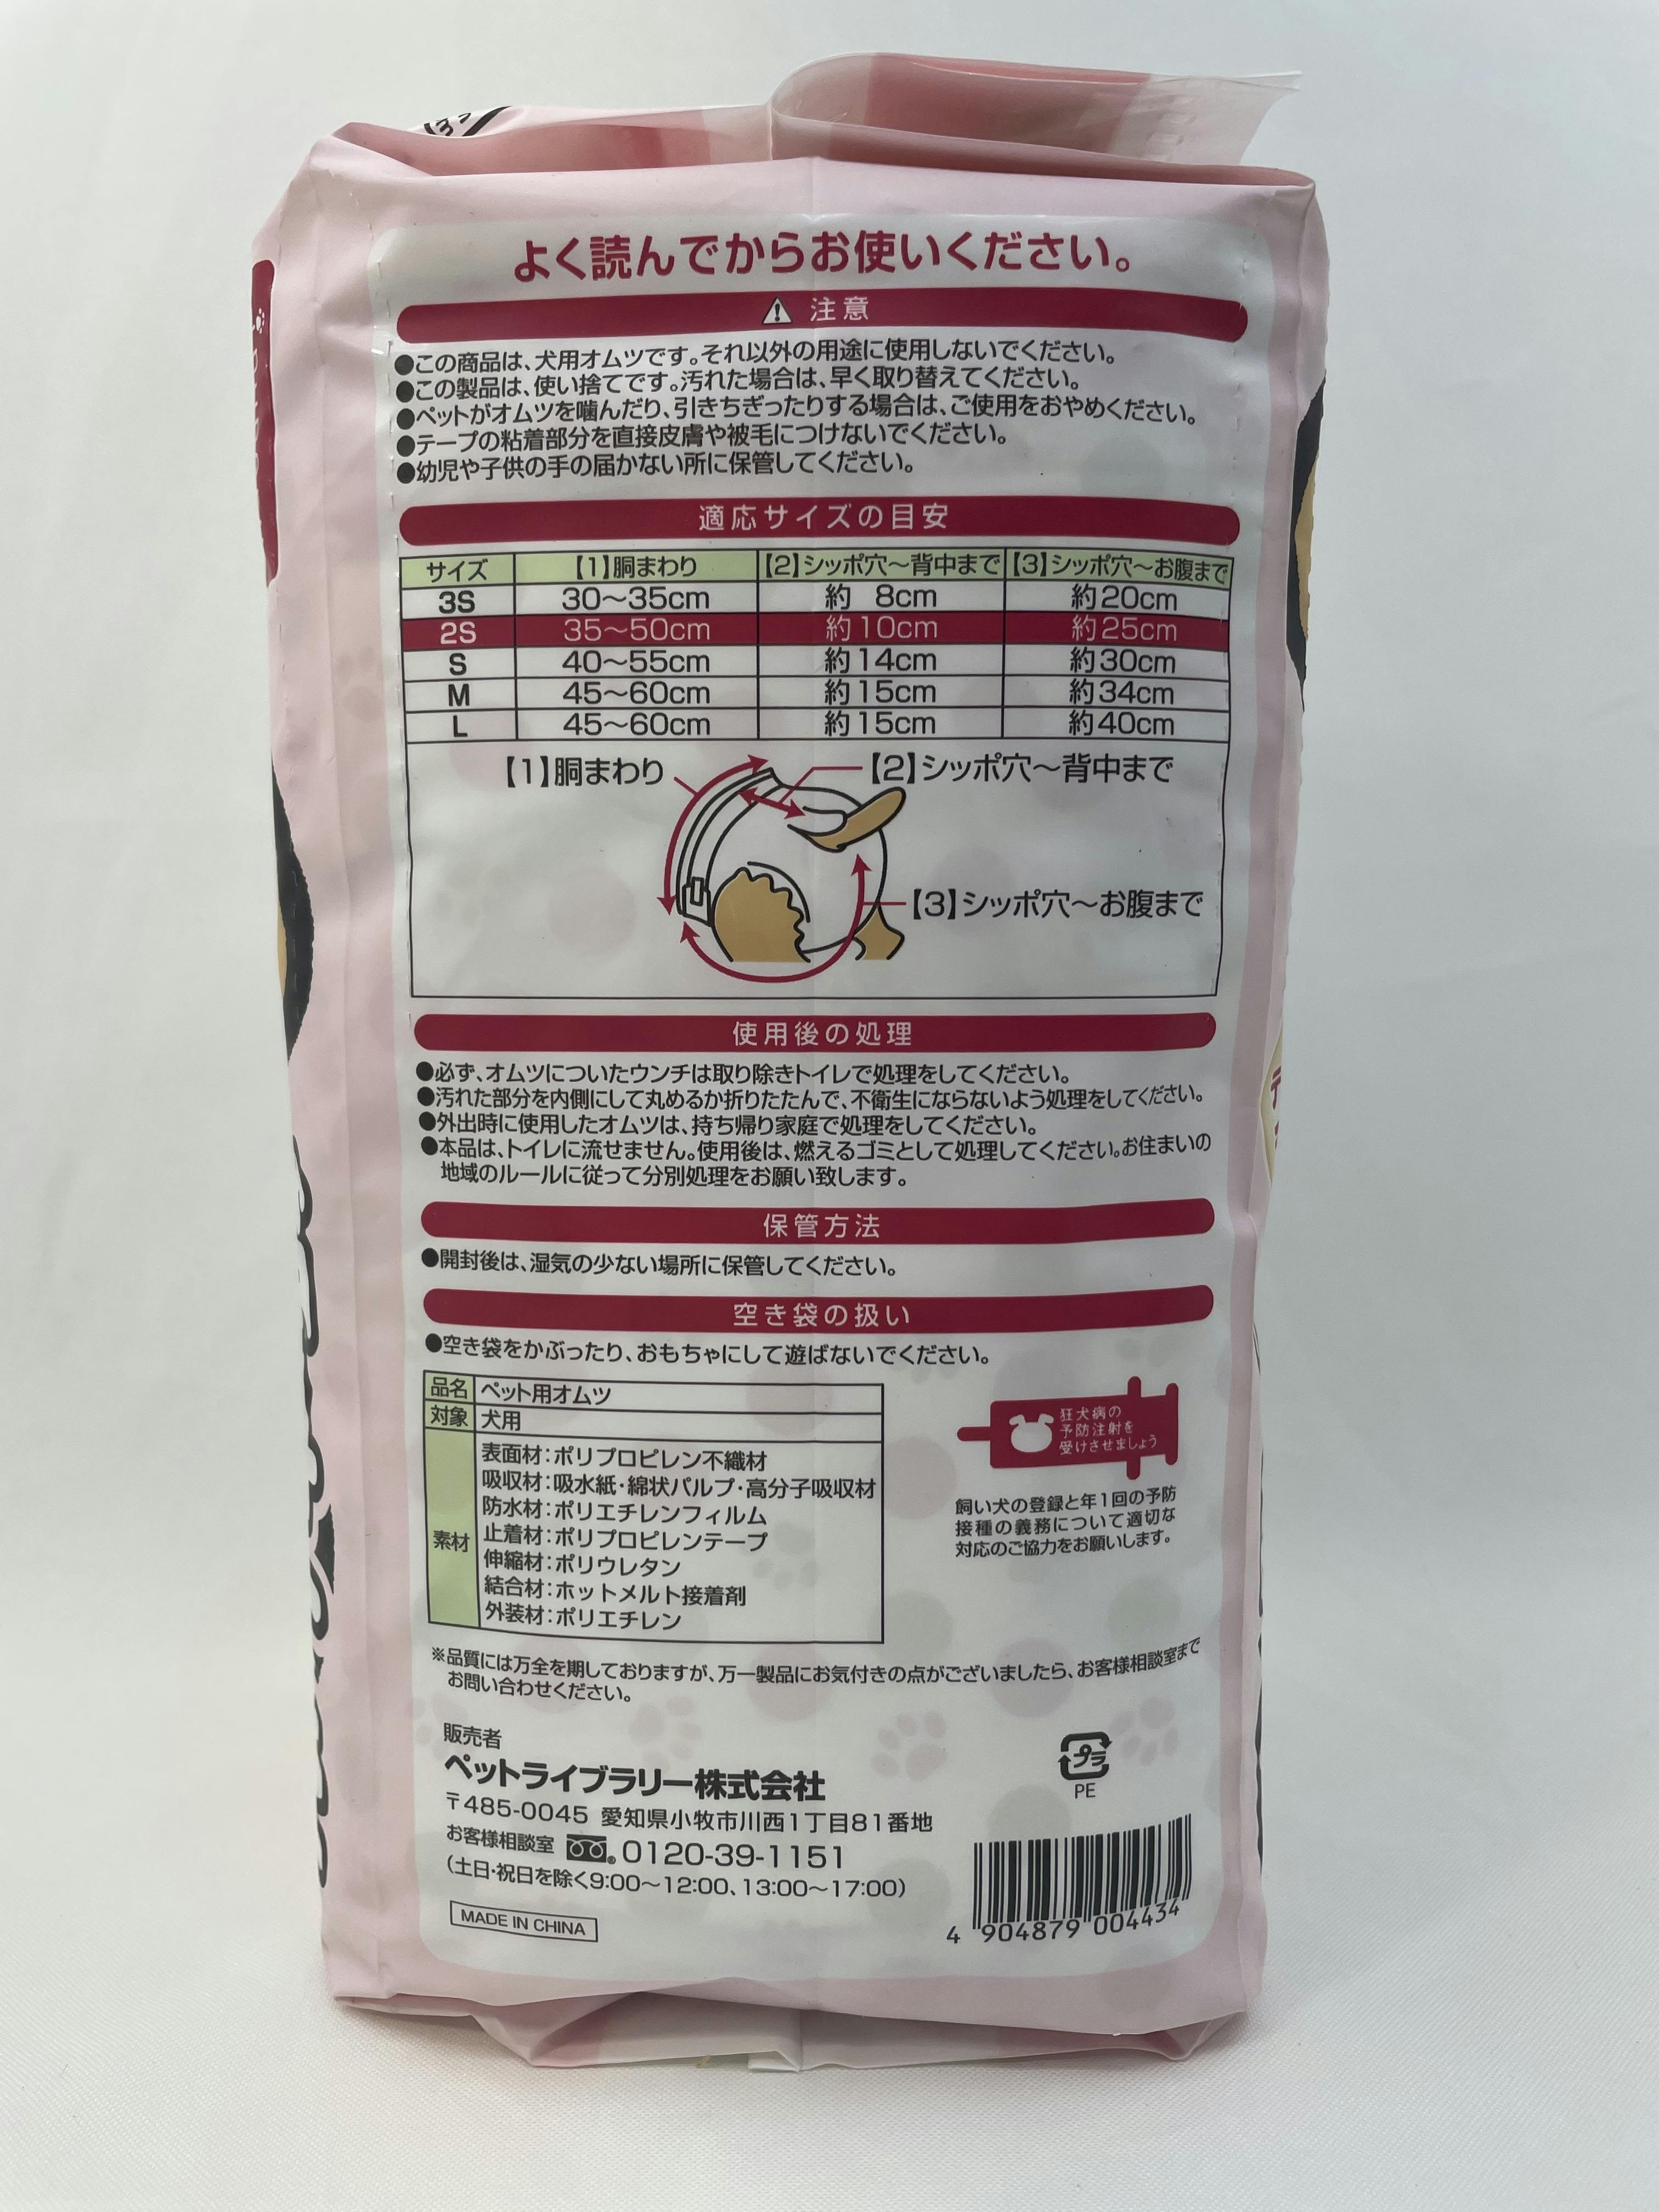 よく読んでからお使いください。
注意
●この商品は、犬用オムツです。それ以外の用途に使用しないでください。
●この製品は、使い捨てです。汚れた場合は、早く取り替えてください。
●ペットがオムツを噛んだり、引きちぎったりする場合は、ご使用をおやめください。
●テープの粘着部分を直接皮膚や被毛につけないでください。
●幼児や子供の手の届かない所に保管してください。
適応サイズの目安
サイズ 【1】胴まわり 【2】シッポ穴〜背中まで 【3】シッポ穴〜お腹まで
3S 30〜35cm 約 8cm 約20cm
2S 35〜50cm 約10cm 約25cm
S 40〜55cm 約14cm 約30cm
M 45〜60cm 約15cm 約34cm
L 45〜60cm 約15cm 約40cm
【1】胴まわり 【2】シッポ穴〜背中まで
【3】シッポ穴〜お腹まで
使用後の処理
●必ず、オムツについたウンチは取り除きトイレで処理をしてください。
●汚れた部分を内側にして丸めるか折りたたんで、不衛生にならないよう処理をしてください。
●外出時に使用したオムツは、持ち帰り家庭で処理をしてください。
●本品は、トイレに流せません。使用後は、燃えるゴミとして処理してください。お住まいの
地域のルールに従って分別処理をお願い致します。
保管方法
●開封後は、湿気の少ない場所に保管してください。
空き袋の扱い
●空き袋をかぶったり、おもちゃにして遊ばないでください。
品名 ペット用オムツ
対象 犬用
素材
表面材:ポリプロピレン不織材
吸収材:吸水紙・綿状パルプ・高分子吸収材
防水材:ポリエチレンフィルム
止着材:ポリプロピレンテープ
伸縮材:ポリウレタン
結合材:ホットメルト接着剤
外装材:ポリエチレン
狂犬病の
予防注射を
受けさせましょう
飼い犬の登録と年1回の予防
接種の義務について適切な
対応のご協力をお願いします。
※品質には万全を期しておりますが、万一製品にお気付きの点がございましたら、お客様相談室まで
お問い合わせください。
販売者
ペットライブラリー株式会社
〒485-0045 愛知県小牧市川西1丁目81番地
お客様相談室 0120-39-1151
(土日・祝日を除く9:00〜12:00、13:00〜17:00)
MADE IN CHINA
プラ
PE
4 904879 004434